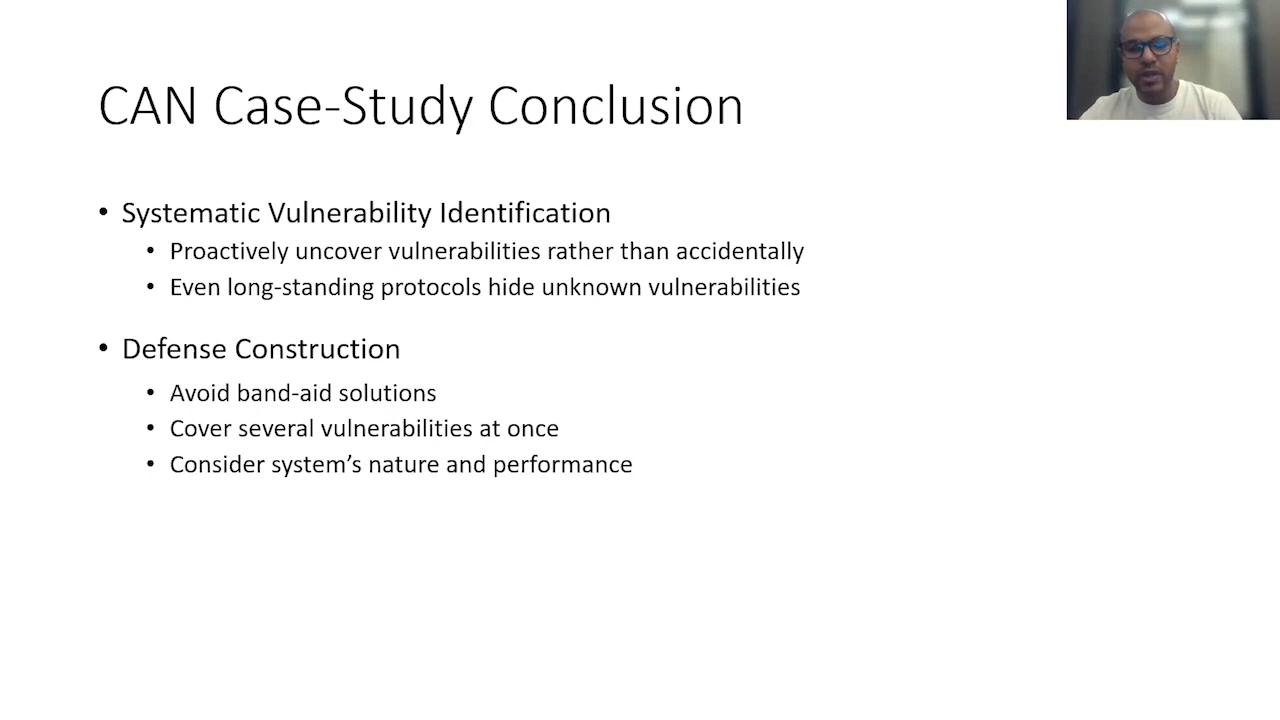 CAN Case-Study Conclusion
• Systematic Vulnerability Identification
• Proactively uncover vulnerabilities rather than accidentally
• Even long-standing protocols hide unknown vulnerabilities
• Defense Construction
• Avoid band-aid solutions
• Cover several vulnerabilities at once
• Consider system’s nature and performance